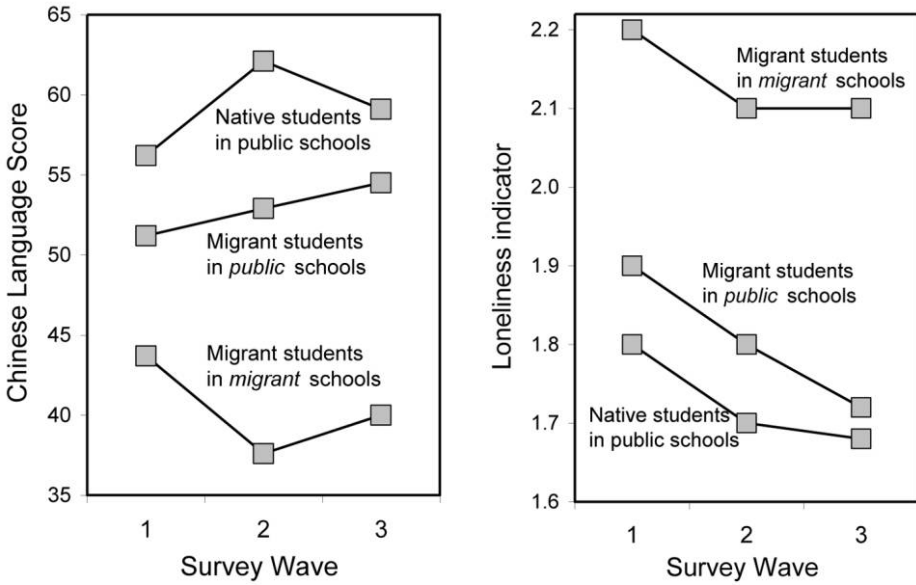 Chinese Language Score
65
60
55
50
45
40
35
Native students
in public schools
Migrant students
in public schools
Migrant students
in migrant schools
1 2 3
Survey Wave
Loneliness indicator
2.2
2.1
2.0
1.9
1.8
1.7
1.6
Migrant students
in migrant schools
Migrant students
in public schools
Native students
in public schools
1 2 3
Survey Wave